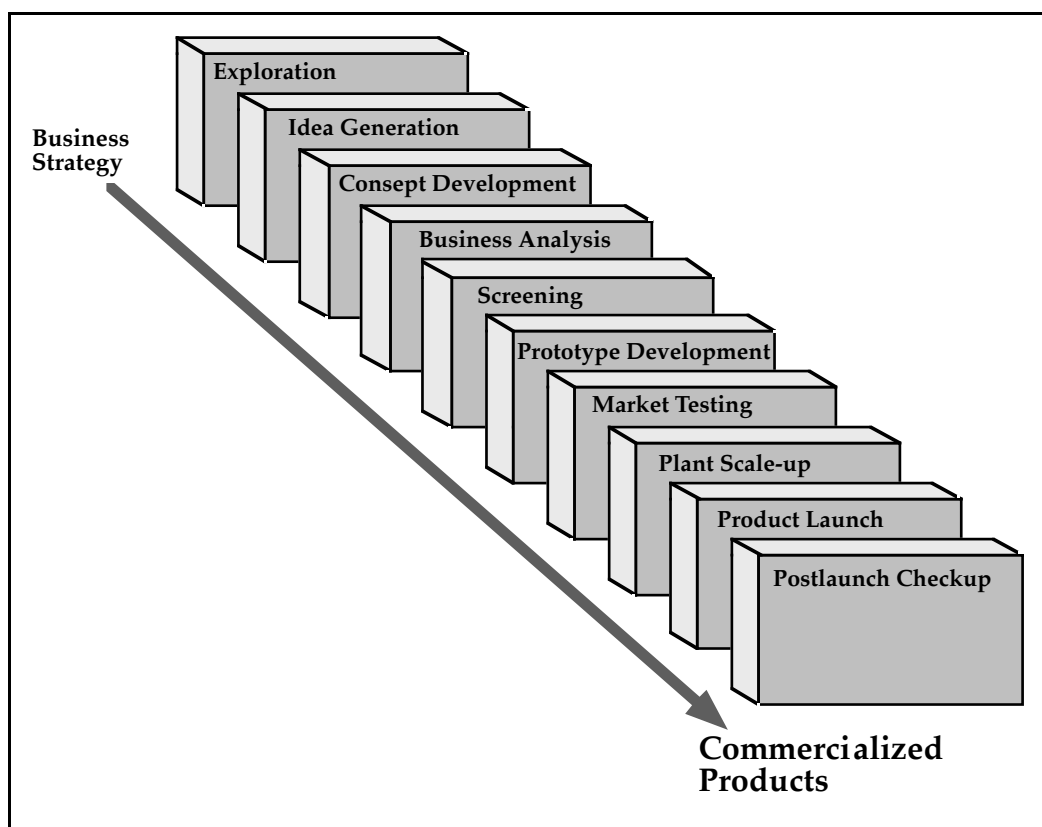 Exploration
Idea Generation
Business
Strategy
Consept Development
Business Analysis
Screening
Prototype Development
Market Testing
Plant Scale-up
Product Launch
Postlaunch Checkup
Commercialized
Products